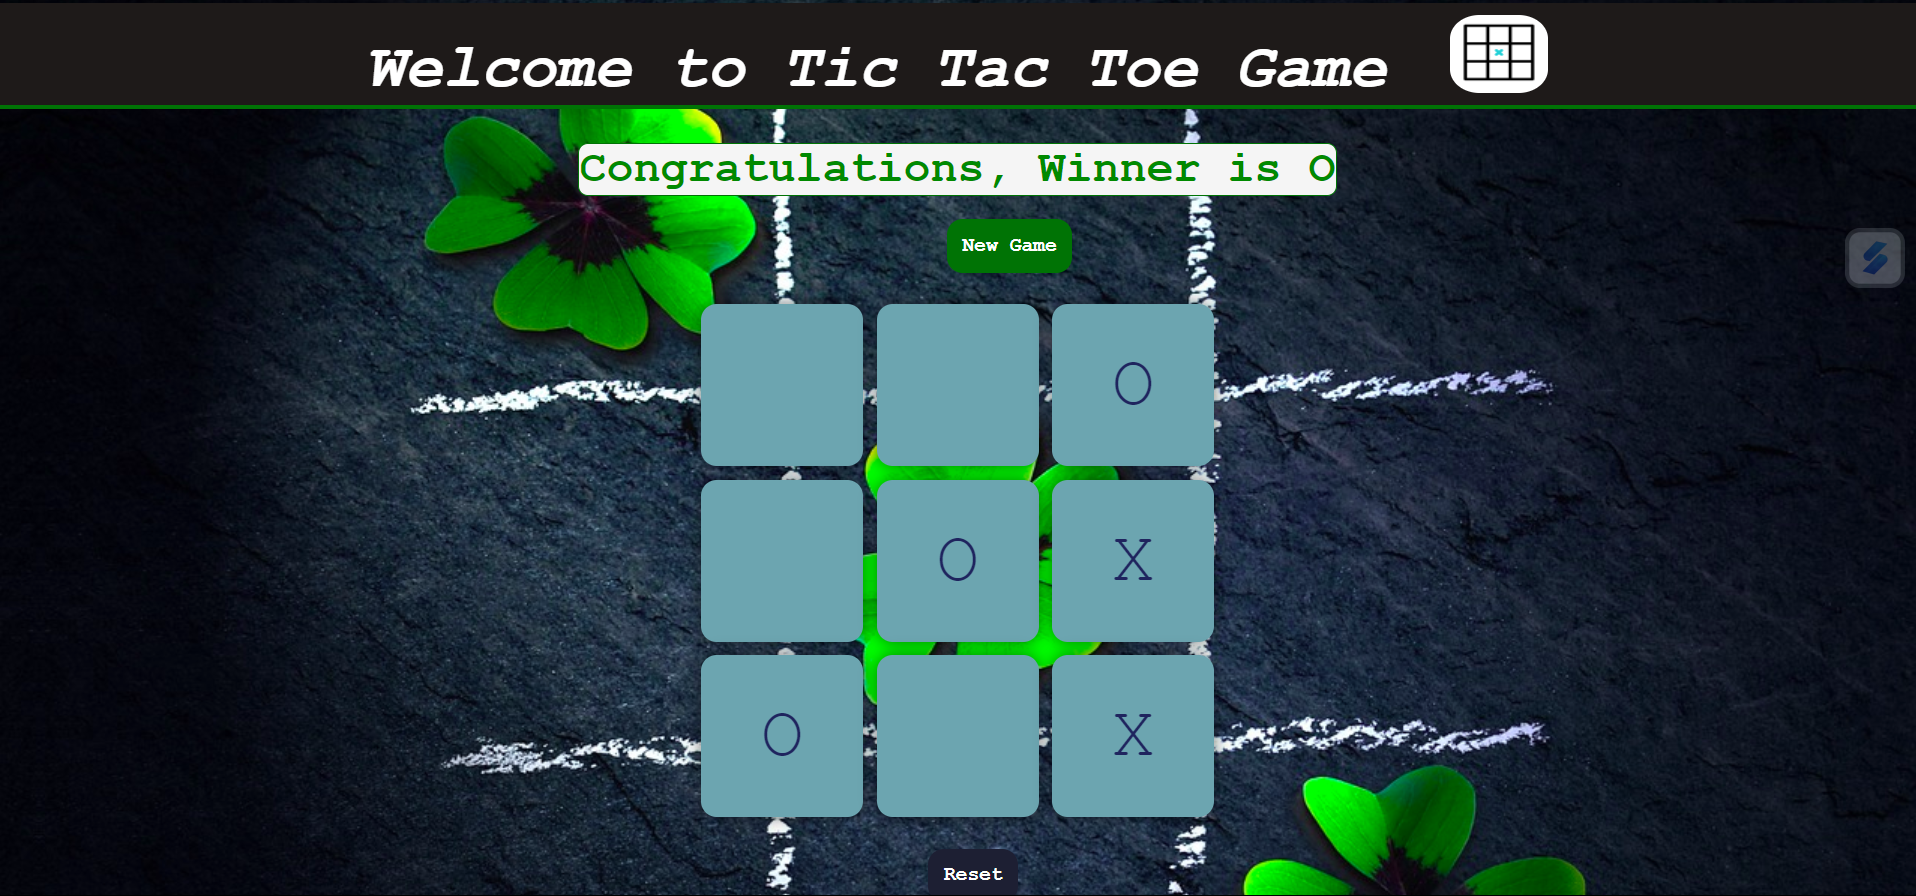 Welcome to Tic Tac Toe Game
Congratulations, Winner is O
New Game
O
O X
O X
Reset